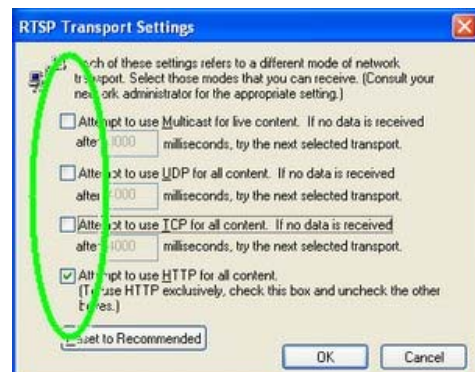 RTSP Transport Settings
Each of these settings refers to a different mode of network
transport. Select those modes that you can receive. (Consult your
network administrator for the appropriate setting.)
Attempt to use Multicast for live content. If no data is received
after milliseconds, try the next selected transport.
Attempt to use UDP for all content. If no data is received
after milliseconds, try the next selected transport.
Attempt to use TCP for all content. If no data is received
after 4000 milliseconds, try the next selected transport.
Attempt to use HTTP for all content.
(To use HTTP exclusively, check this box and uncheck the other
boxes.)
Reset to Recommended
OK Cancel